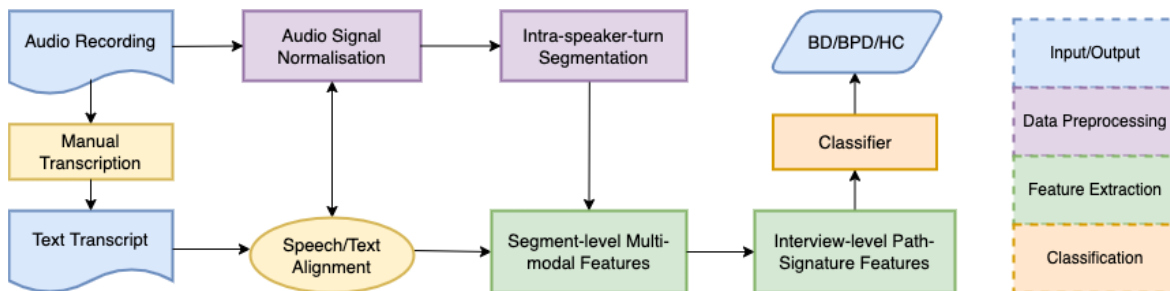 Audio Recording
Audio Signal
Normalisation
Intra-speaker-turn
Segmentation
BD/BPD/HC
Input/Output
Manual
Transcription
Classifier
Data Preprocessing
Feature Extraction
Text Transcript
Speech/Text
Alignment
Segment-level Multi-
modal Features
Interview-level Path-
Signature Features
Classification